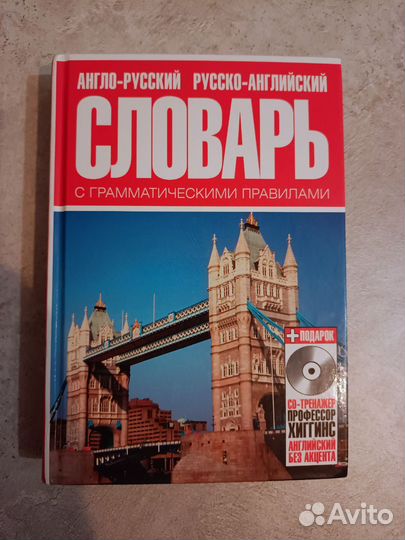 АНГЛО-РУССКИЙ РУССКО-АНГЛИЙСКИЙ
СЛОВАРЬ
С ГРАММАТИЧЕСКИМИ ПРАВИЛАМИ
+ПОДАРОК
CD-ТРЕНАЖЕР
ПРОФЕССОР
ХИГГИНС
АНГЛИЙСКИЙ
БЕЗ АКЦЕНТА
Avito